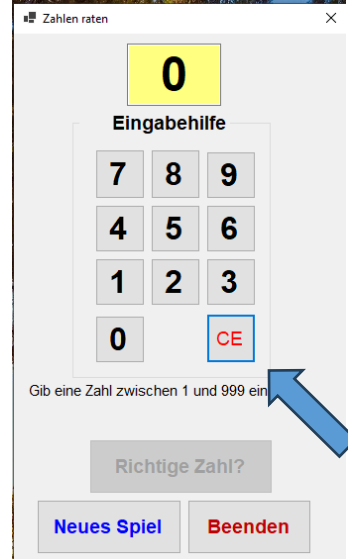 Zahlen raten
0
Eingabehilfe
7 8 9
4 5 6
1 2 3
0 CE
Gib eine Zahl zwischen 1 und 999 ein
Richtige Zahl?
Neues Spiel Beenden